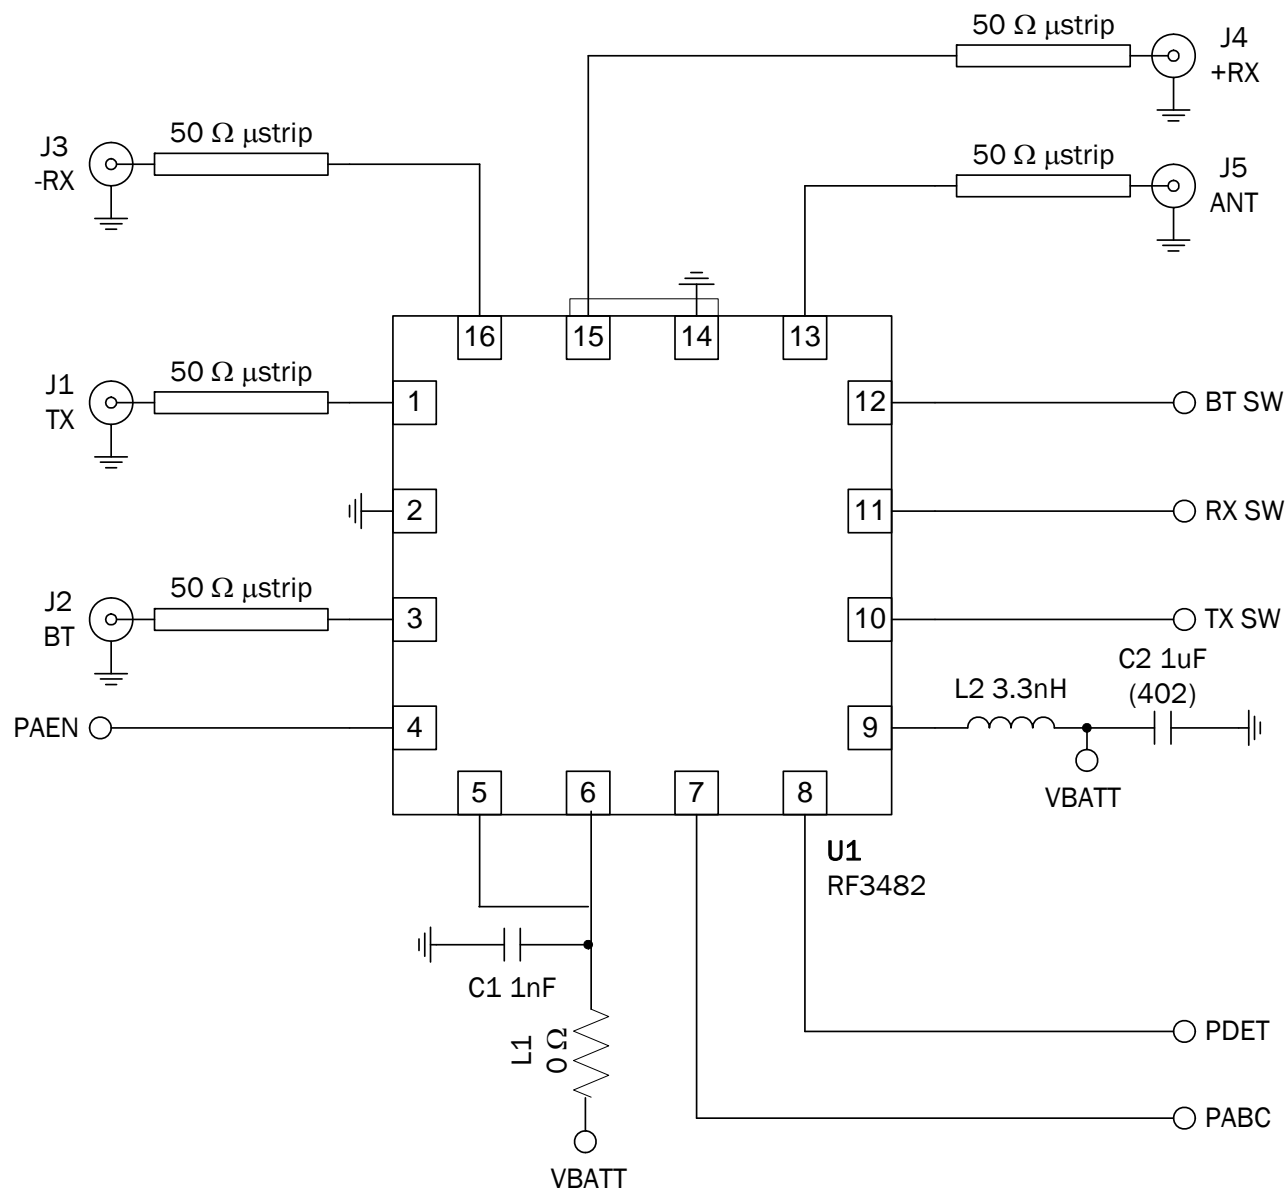 50 Ω μstrip
J4
+RX
50 Ω μstrip
J3
-RX
50 Ω μstrip
J5
ANT
16
15
14
13
50 Ω μstrip
J1
TX
1
12
BT SW
2
11
RX SW
50 Ω μstrip
J2
BT
3
10
TX SW
C2 1uF
(402)
L2 3.3nH
PAEN
4
9
VBATT
5
6
7
8
U1
RF3482
C1 1nF
L1
0 Ω
PDET
PABC
VBATT